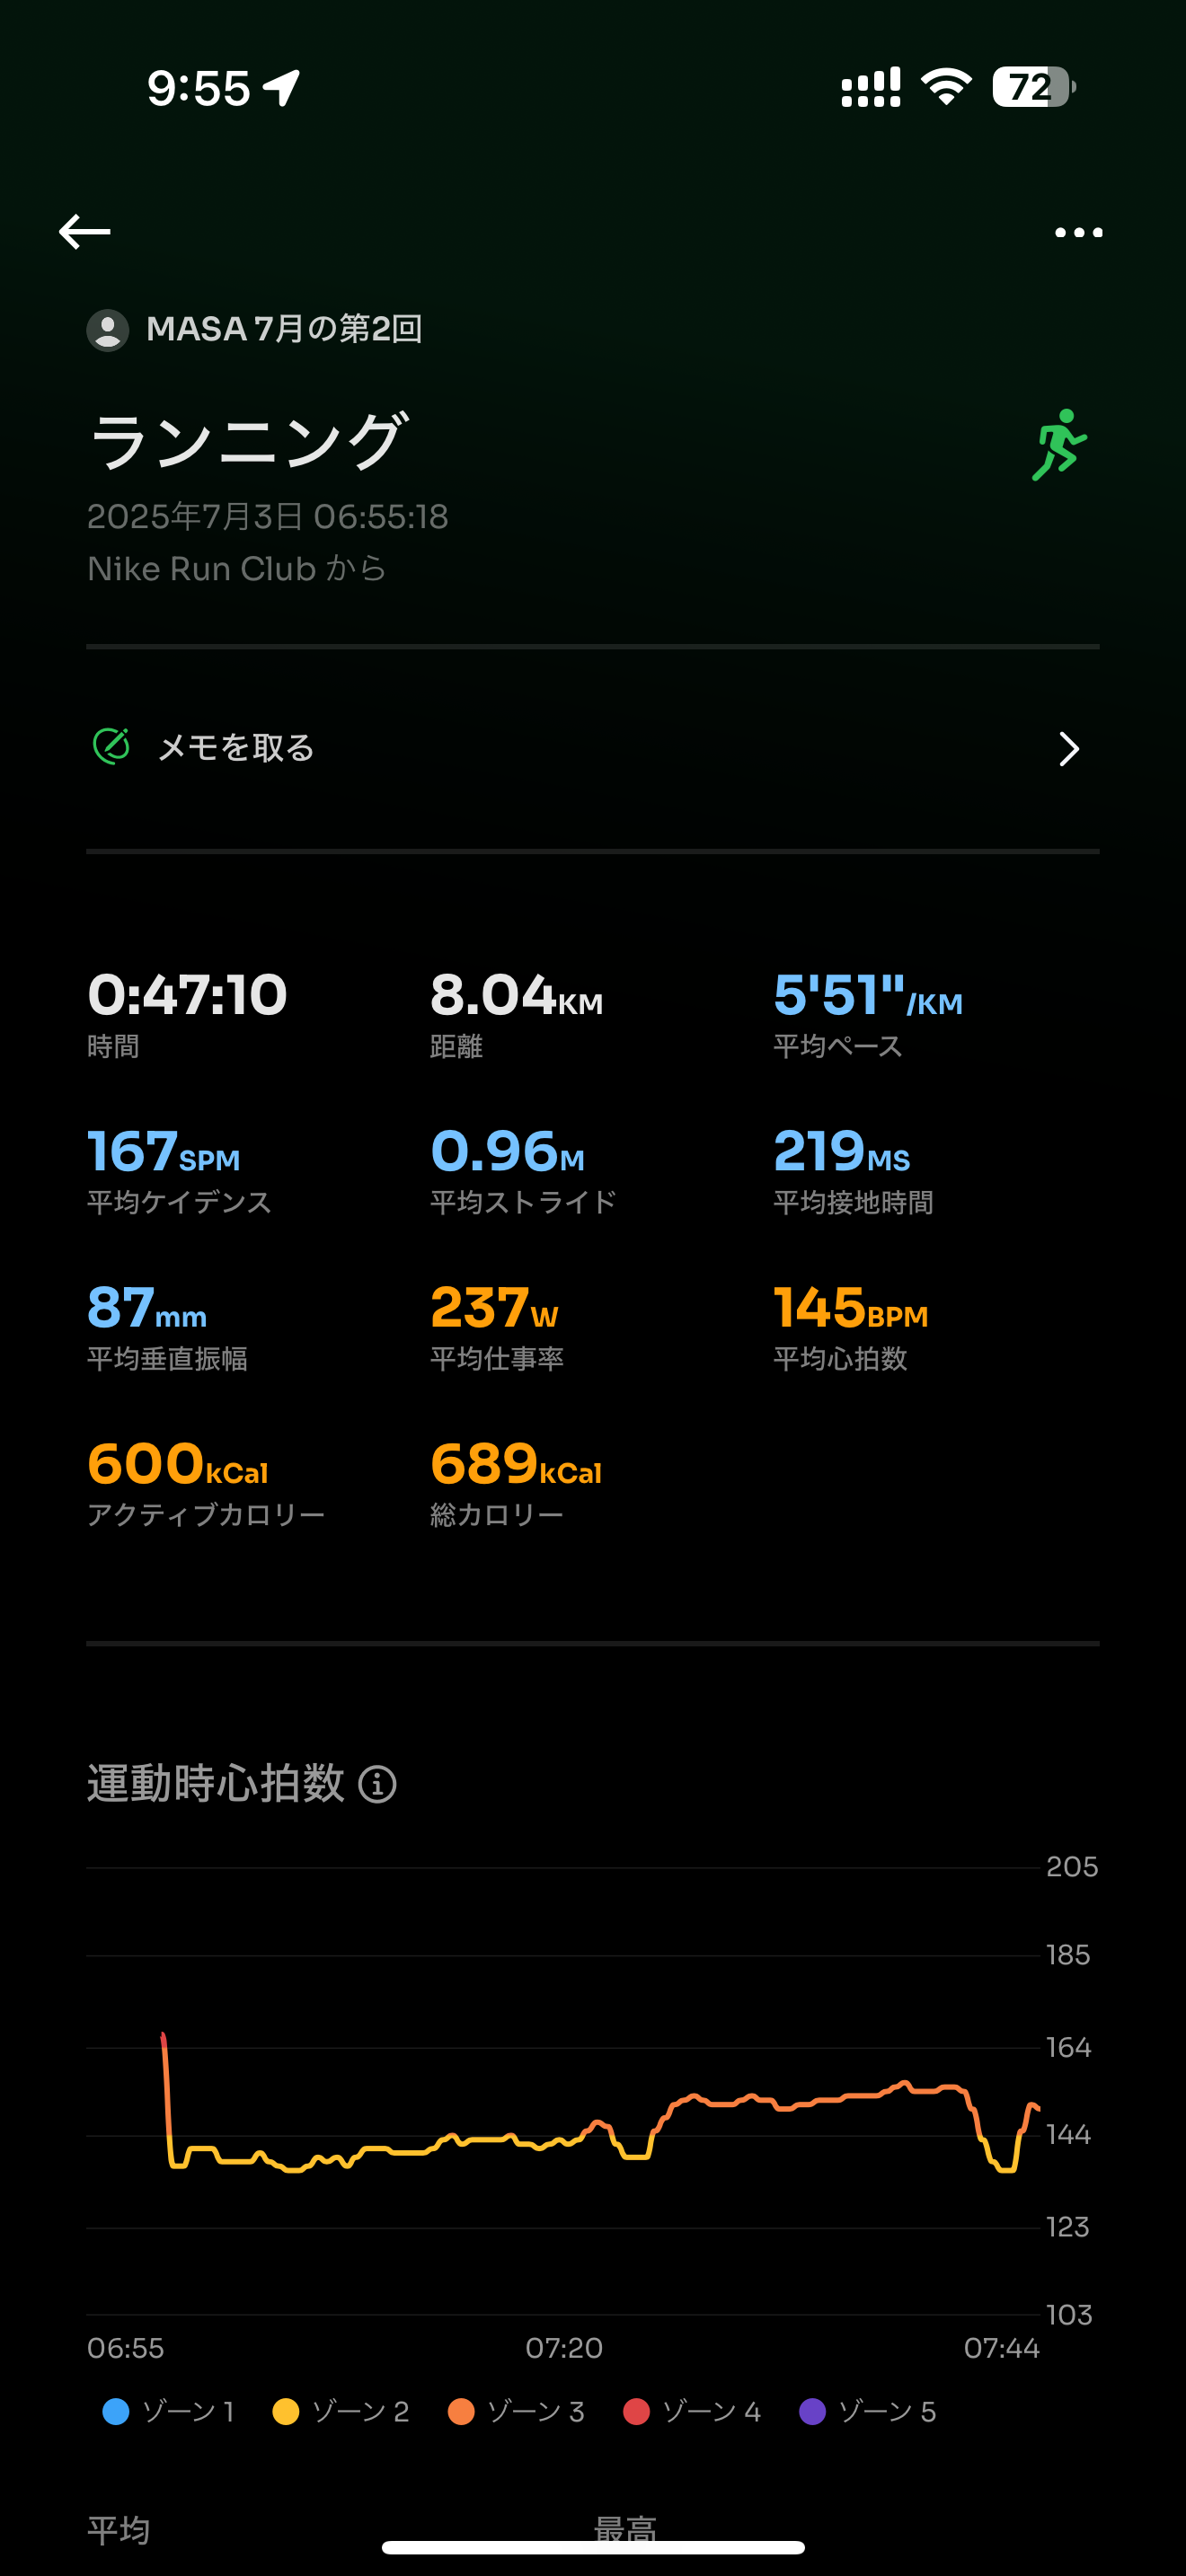 9:55
72
MASA 7月の第2回
ランニング
2025年7月3日 06:55:18
Nike Run Club から
メモを取る
0:47:10 8.04KM 5'51"/KM
時間 距離 平均ペース
167SPM 0.96M 219MS
平均ケイデンス 平均ストライド 平均接地時間
87mm 237W 145BPM
平均垂直振幅 平均仕事率 平均心拍数
600kCal 689kCal
アクティブカロリー 総カロリー
運動時心拍数
205
185
164
144
123
103
06:55 07:20 07:44
ゾーン 1 ゾーン 2 ゾーン 3 ゾーン 4 ゾーン 5
平均 最高